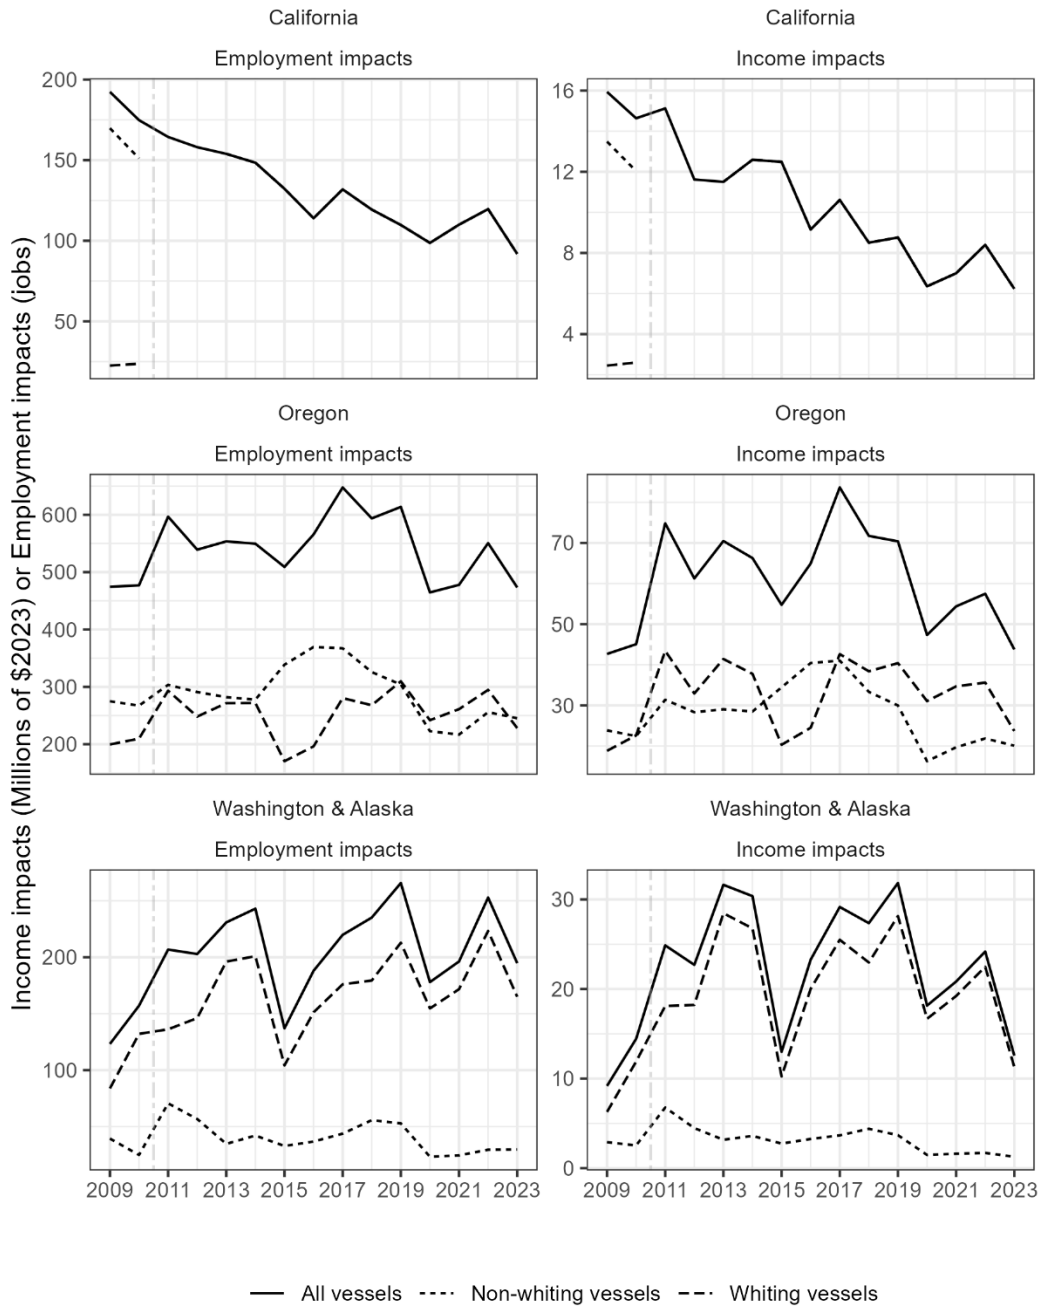 California
California
Employment impacts
Income impacts
200
150
100
50
16
12
8
4
Oregon
Oregon
Employment impacts
Income impacts
600
500
400
300
200
70
50
30
Washington & Alaska
Washington & Alaska
Employment impacts
Income impacts
200
100
30
20
10
0
2009 2011 2013 2015 2017 2019 2021 2023
2009 2011 2013 2015 2017 2019 2021 2023
Income impacts (Millions of $2023) or Employment impacts (jobs)
All vessels Non-whiting vessels Whiting vessels